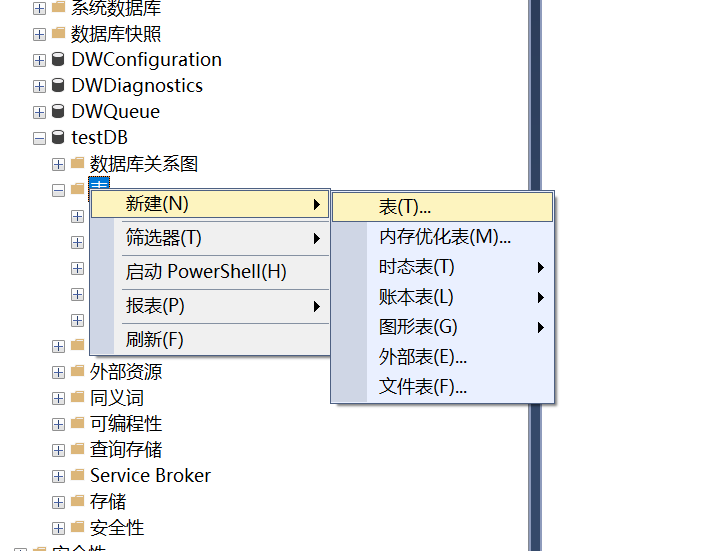 系统数据库
数据库快照
DWConfiguration
DWDiagnostics
DWQueue
testDB
数据库关系图
表
新建(N)
筛选器(T)
启动 PowerShell(H)
报表(P)
刷新(F)
表(T)...
内存优化表(M)...
时态表(T)
账本表(L)
图形表(G)
外部表(E)...
文件表(F)...
外部资源
同义词
可编程性
查询存储
Service Broker
存储
安全性
安全性